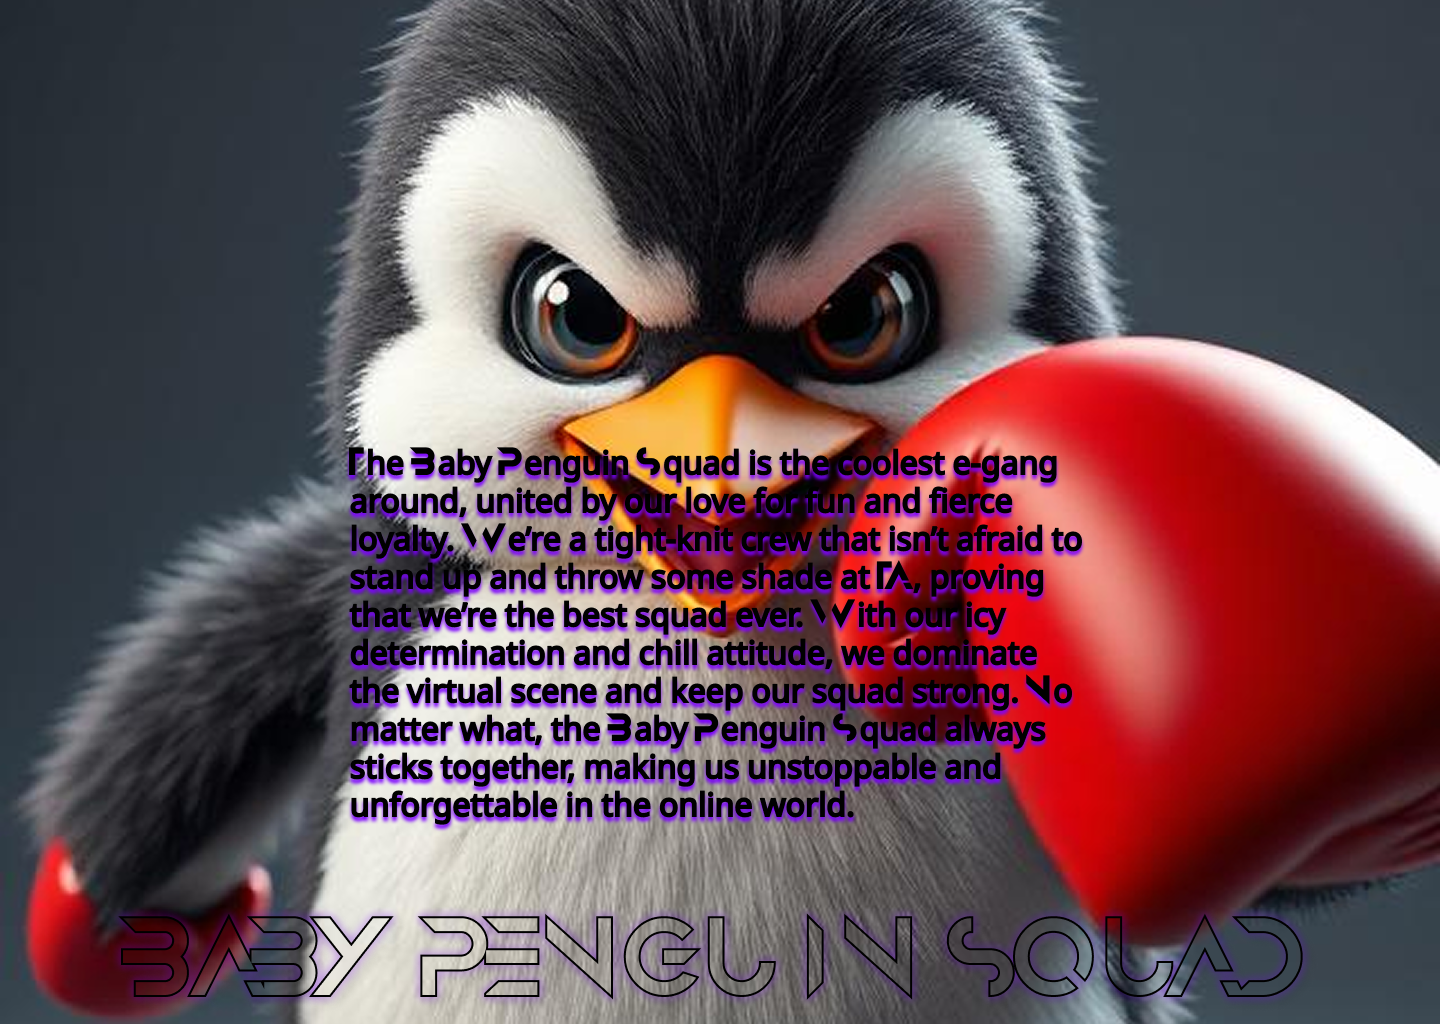 The Baby Penguin Squad is the coolest e-gang
around, united by our love for fun and fierce
loyalty. We’re a tight-knit crew that isn’t afraid to
stand up and throw some shade at TA, proving
that we’re the best squad ever. With our icy
determination and chill attitude, we dominate
the virtual scene and keep our squad strong. No
matter what, the Baby Penguin Squad always
sticks together, making us unstoppable and
unforgettable in the online world.
BABY PENGUIN SQUAD